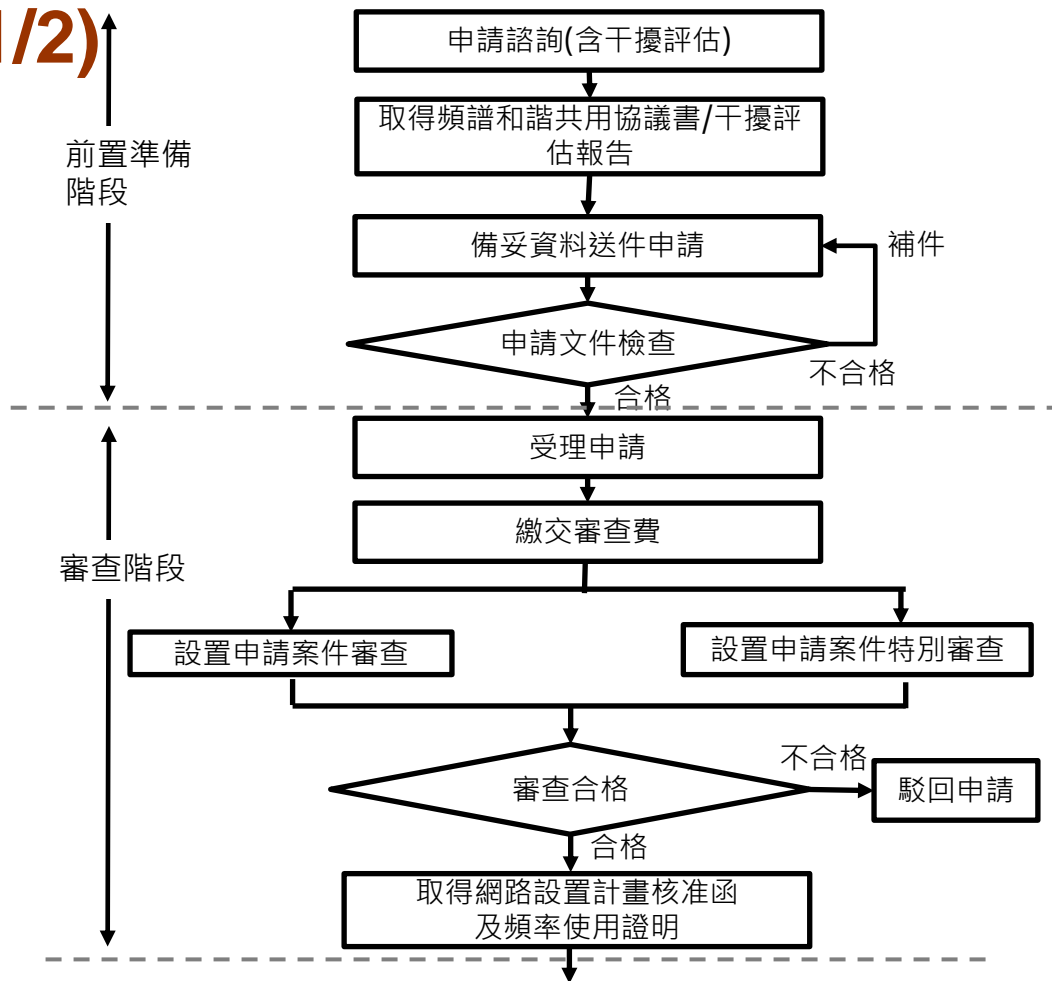 1/2)
申請諮詢(含干擾評估)
取得頻譜和諧共用協議書/干擾評
估報告
前置準備
階段
備妥資料送件申請
補件
申請文件檢查
不合格
合格
受理申請
繳交審查費
審查階段
設置申請案件審查
設置申請案件特別審查
不合格
審查合格
駁回申請
合格
取得網路設置計畫核准函
及頻率使用證明